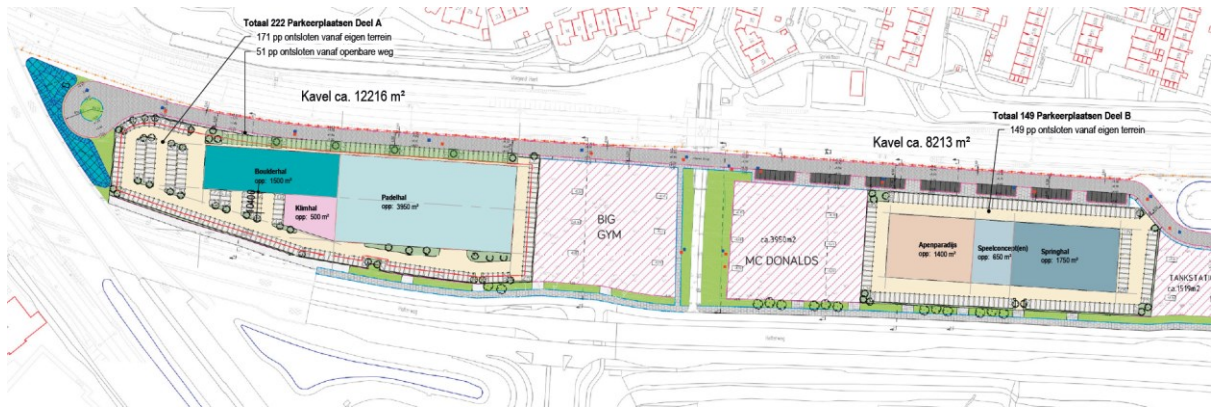 Totaal 222 Parkeerplaatsen Deel A
171 pp ontsloten vanaf eigen terrein
51 pp ontsloten vanaf openbare weg
Kavel ca. 12216 m²
Totaal 149 Parkeerplaatsen Deel B
149 pp ontsloten vanaf eigen terrein
Kavel ca. 8213 m²
Boulderhal
opp: 1600 m²
Klimhal
opp: 500 m²
Padelhal
opp: 3950 m²
BIG
GYM
ca.3950m2
MC DONALDS
Apenparadijs
opp: 1400 m²
Speelconcept(en)
opp: 650 m²
Springhal
opp: 1750 m²
TANKSTATI
ca.1519m2